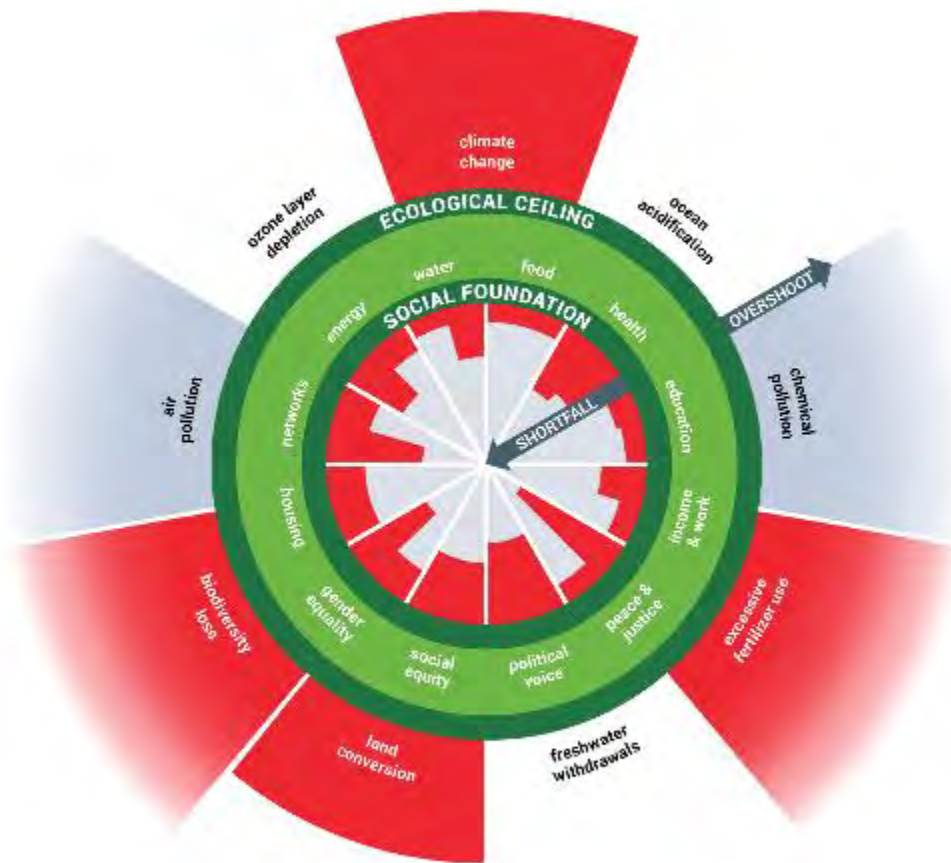 climate
change
ozone layer
depletion
ocean
acidification
ECOLOGICAL CEILING
water
food
energy
SOCIAL FOUNDATION
health
OVERSHOOT
air
pollution
networks
SHORTFALL
education
chemical
pollution
housing
income
& work
biodiversity
loss
gender
equality
social
equity
political
voice
peace &
justice
excessive
fertilizer use
land
conversion
freshwater
withdrawals